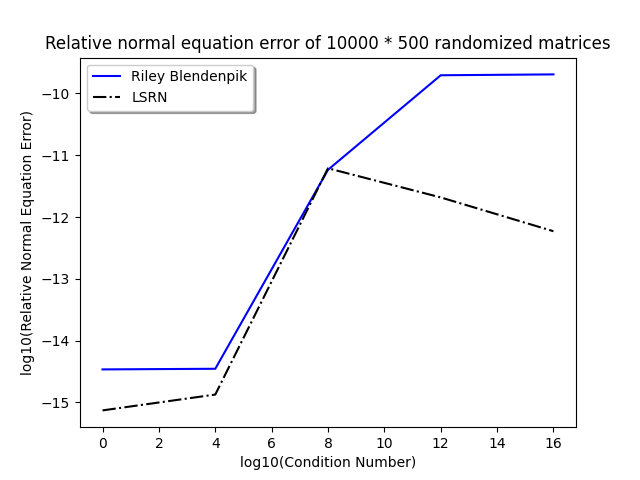 Relative normal equation error of 10000 * 500 randomized matrices
Riley Blendenpik
LSRN
log10(Relative Normal Equation Error)
−10
−11
−12
−13
−14
−15
0 2 4 6 8 10 12 14 16
log10(Condition Number)